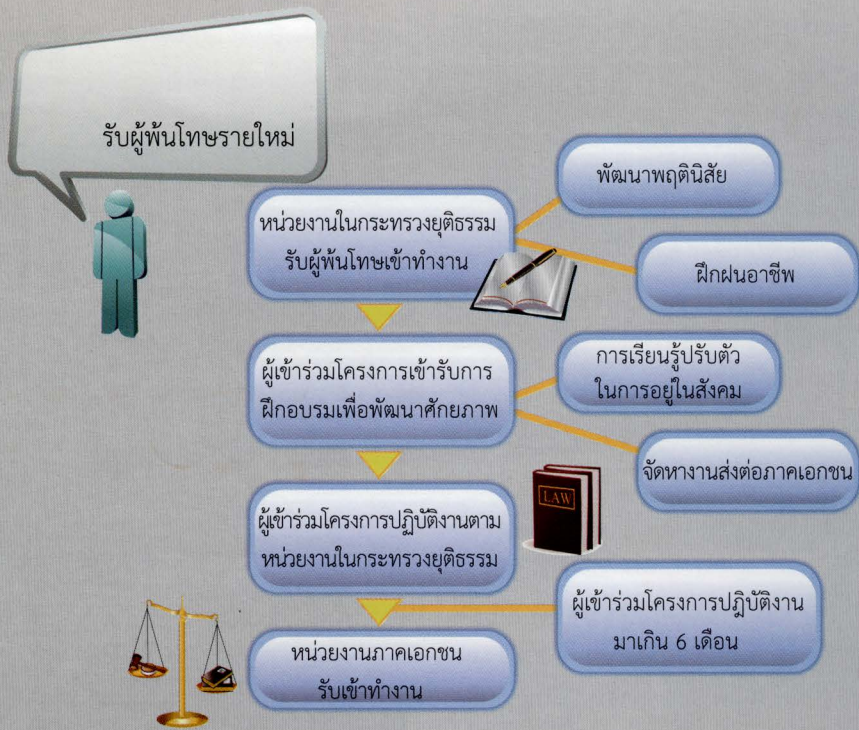 รับผู้พ้นโทษรายใหม่
หน่วยงานในกระทรวงยุติธรรม
รับผู้พ้นโทษเข้าทำงาน
พัฒนาพฤตินิสัย
ฝึกฝนอาชีพ
ผู้เข้าร่วมโครงการเข้ารับการ
ฝึกอบรมเพื่อพัฒนาศักยภาพ
การเรียนรู้ปรับตัว
ในการอยู่ในสังคม
จัดหางานส่งต่อภาคเอกชน
LAW
ผู้เข้าร่วมโครงการปฏิบัติงานตาม
หน่วยงานในกระทรวงยุติธรรม
ผู้เข้าร่วมโครงการปฎิบัติงาน
มาเกิน 6 เดือน
หน่วยงานภาคเอกชน
รับเข้าทำงาน